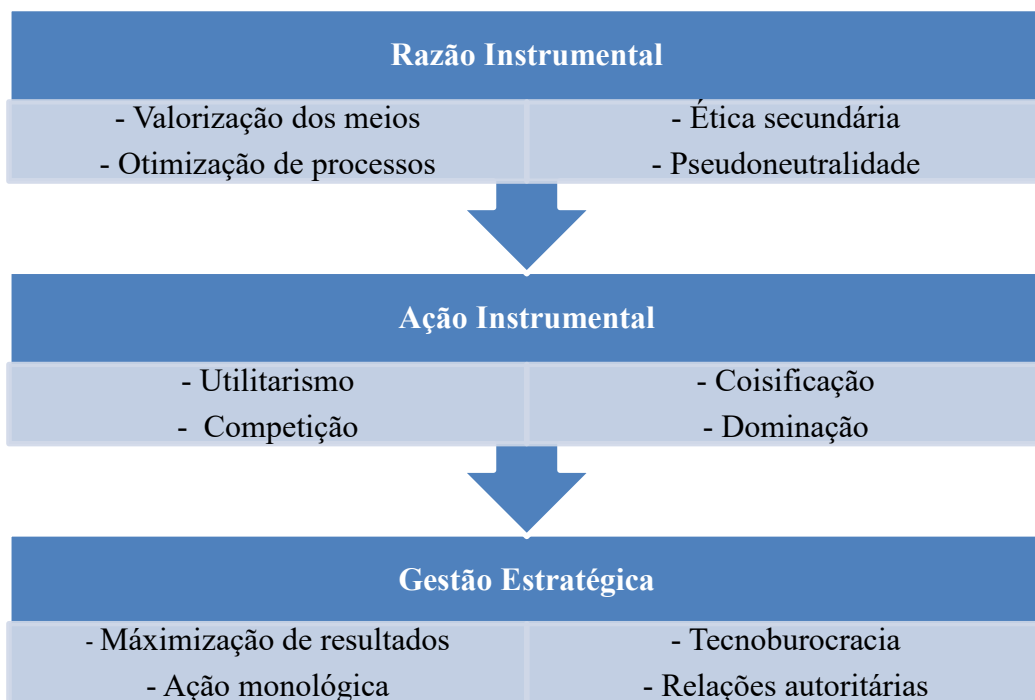 Razão Instrumental
- Valorização dos meios
- Otimização de processos
- Ética secundária
- Pseudoneutralidade
Ação Instrumental
- Utilitarismo
- Competição
- Coisificação
- Dominação
Gestão Estratégica
- Máximização de resultados
- Ação monológica
- Tecnoburocracia
- Relações autoritárias